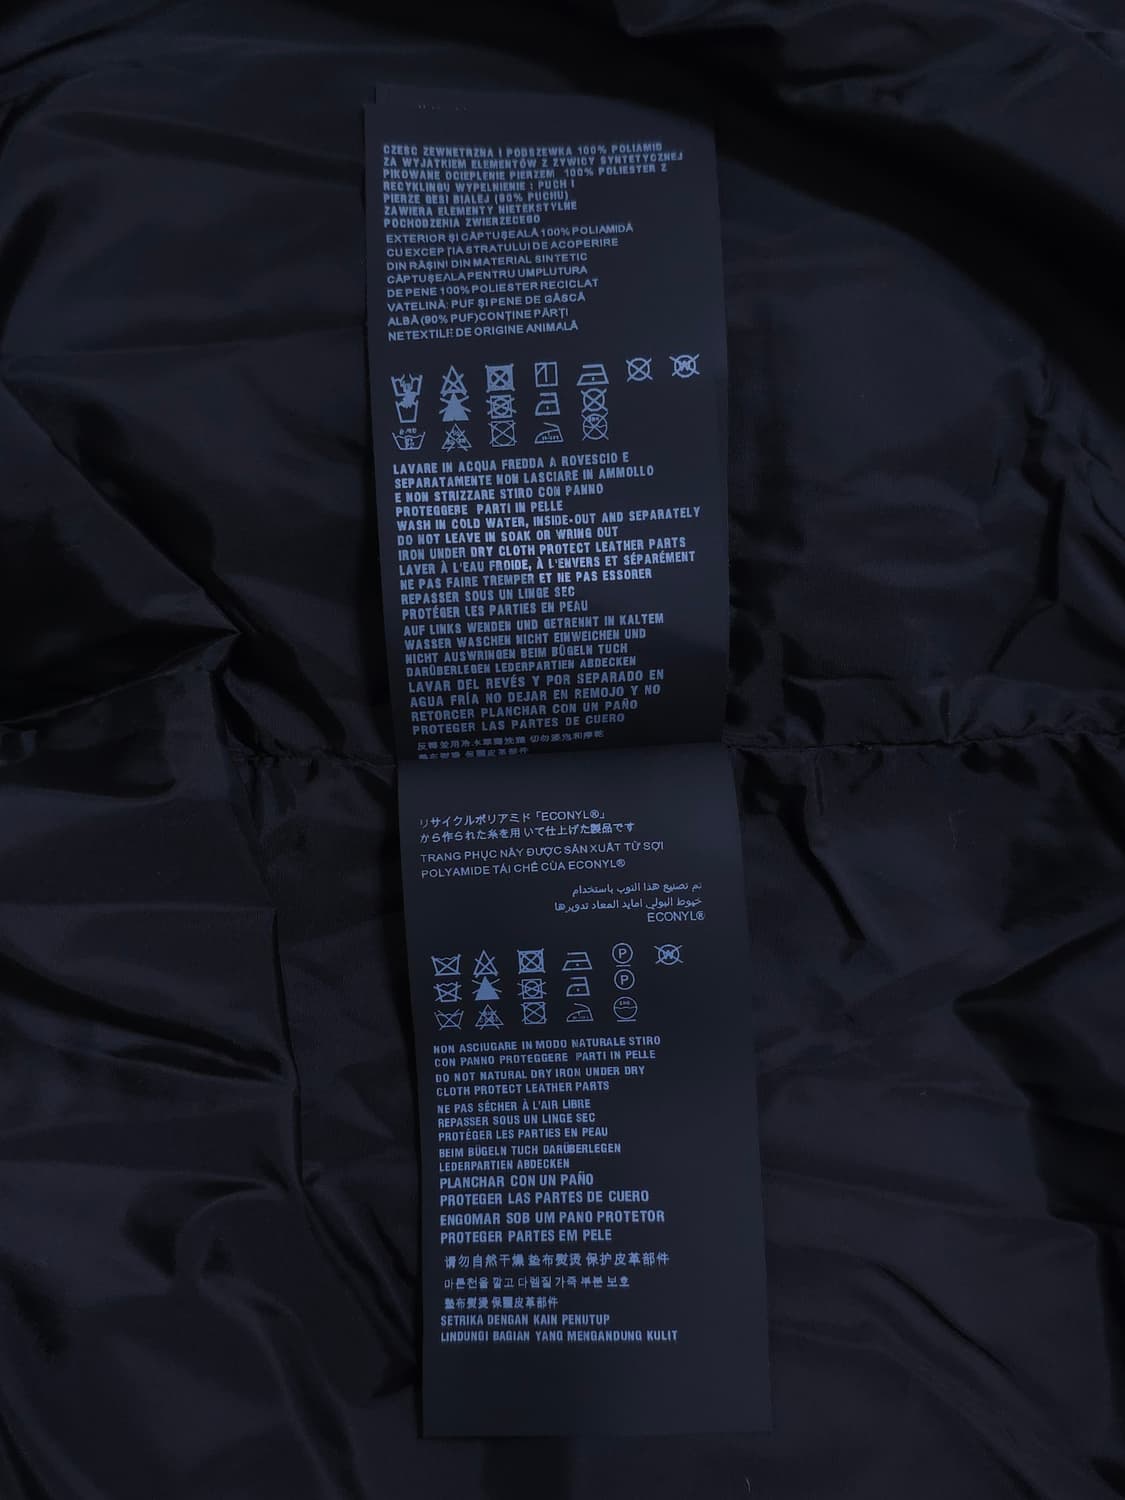 CZESC ZEWNETRZNA I PODSZEWKA 100% POLIAMID
ZA WYJATKIEM ELEMENTÓW Z ZYWICY SYNTETYCZNEJ
PIKOWANE OCIEPLENIE PIERZEM 100% POLIESTER Z
RECYKLINGU WYPELNIENIE : PUCH I
PIERZE GESI BIALEJ (90% PUCHU)
ZAWIERA ELEMENTY NIETEKSTYLNE
POCHODZENIA ZWIERZECEGO
EXTERIOR ȘI CĂPTUȘEALĂ 100% POLIAMIDĂ
CU EXCEPȚIA STRATULUI DE ACOPERIRE
DIN RĂȘINI DIN MATERIAL SINTETIC
CĂPTUȘEALA PENTRU UMPLUTURA
DE PENE 100% POLIESTER RECICLAT
VATELINĂ: PUF ȘI PENE DE GÂSCĂ
ALBĂ (90% PUF)CONȚINE PĂRȚI
NETEXTILE DE ORIGINE ANIMALĂ
LAVARE IN ACQUA FREDDA A ROVESCIO E
SEPARATAMENTE NON LASCIARE IN AMMOLLO
E NON STRIZZARE STIRO CON PANNO
PROTEGGERE PARTI IN PELLE
WASH IN COLD WATER, INSIDE-OUT AND SEPARATELY
DO NOT LEAVE IN SOAK OR WRING OUT
IRON UNDER DRY CLOTH PROTECT LEATHER PARTS
LAVER À L'EAU FROIDE, À L'ENVERS ET SÉPARÉMENT
NE PAS FAIRE TREMPER ET NE PAS ESSORER
REPASSER SOUS UN LINGE SEC
PROTÉGER LES PARTIES EN PEAU
AUF LINKS WENDEN UND GETRENNT IN KALTEM
WASSER WASCHEN NICHT EINWEICHEN UND
NICHT AUSWRINGEN BEIM BÜGELN TUCH
DARÜBERLEGEN LEDERPARTIEN ABDECKEN
LAVAR DEL REVÉS Y POR SEPARADO EN
AGUA FRÍA NO DEJAR EN REMOJO Y NO
RETORCER PLANCHAR CON UN PAÑO
PROTEGER LAS PARTES DE CUERO
リサイクルポリアミド「ECONYL®」
から作られた糸を用いて仕上げた製品です
TRANG PHỤC NÀY ĐƯỢC SẢN XUẤT TỪ SỢI
POLYAMIDE TÁI CHẾ CỦA ECONYL®
تم تصنيع هذا الثوب باستخدام
خيوط البولي امايد المعاد تدويرها
ECONYL®
P
W
P
NON ASCIUGARE IN MODO NATURALE STIRO
CON PANNO PROTEGGERE PARTI IN PELLE
DO NOT NATURAL DRY IRON UNDER DRY
CLOTH PROTECT LEATHER PARTS
NE PAS SÉCHER À L'AIR LIBRE
REPASSER SOUS UN LINGE SEC
PROTÉGER LES PARTIES EN PEAU
BEIM BÜGELN TUCH DARÜBERLEGEN
LEDERPARTIEN ABDECKEN
PLANCHAR CON UN PAÑO
PROTEGER LAS PARTES DE CUERO
ENGOMAR SOB UM PANO PROTETOR
PROTEGER PARTES EM PELE
请勿自然干燥 垫布熨烫 保护皮革部件
마른천을 깔고 다림질 가죽 부분 보호
墊布熨燙 保護皮革部件
SETRIKA DENGAN KAIN PENUTUP
LINDUNGI BAGIAN YANG MENGANDUNG KULIT